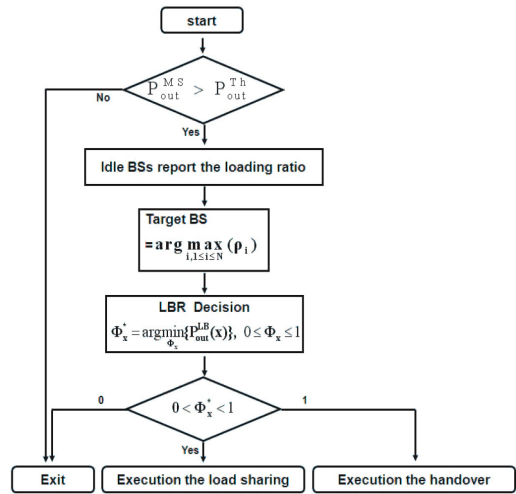 start
P_out^MS > P_out^Th
No
Yes
Idle BSs report the loading ratio
Target BS
= arg max (ρ_i)
i,1≤i≤N
LBR Decision
Φ_x^* = argmin{P_out^LB(x)}, 0≤Φ_x≤1
Φ_x
0
0<Φ_x^*<1
1
Yes
Exit
Execution the load sharing
Execution the handover